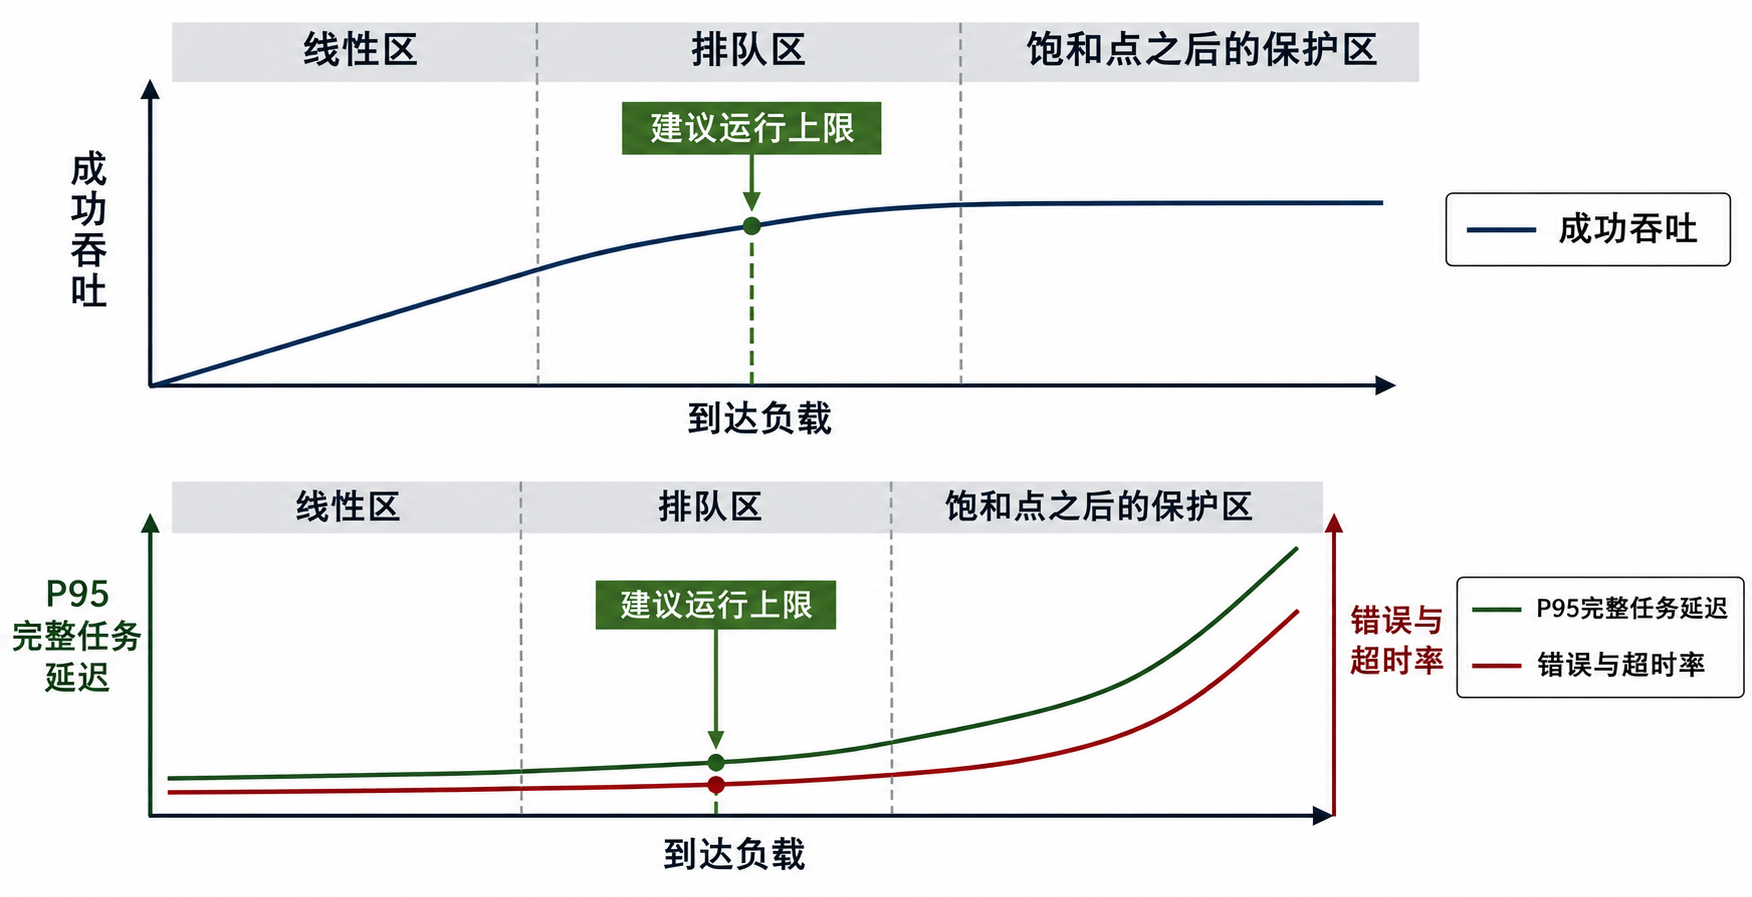 线性区
排队区
饱和点之后的保护区
建议运行上限
成功吞吐
成功吞吐
到达负载
线性区
排队区
饱和点之后的保护区
建议运行上限
P95
完整任务
延迟
错误与
超时率
P95完整任务延迟
错误与超时率
到达负载